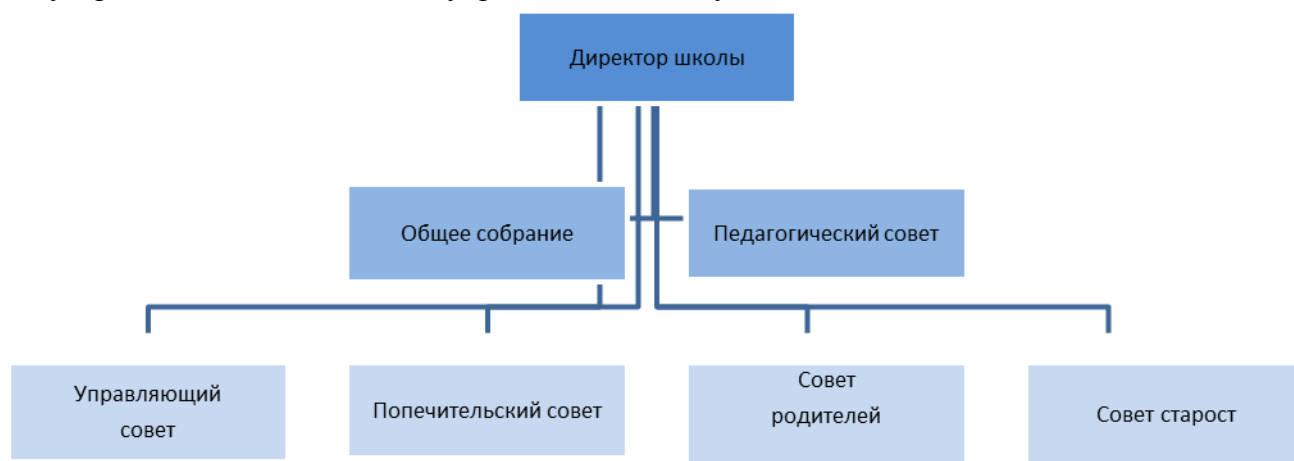 Директор школы
Общее собрание
Педагогический совет
Управляющий
совет
Попечительский совет
Совет
родителей
Совет старост